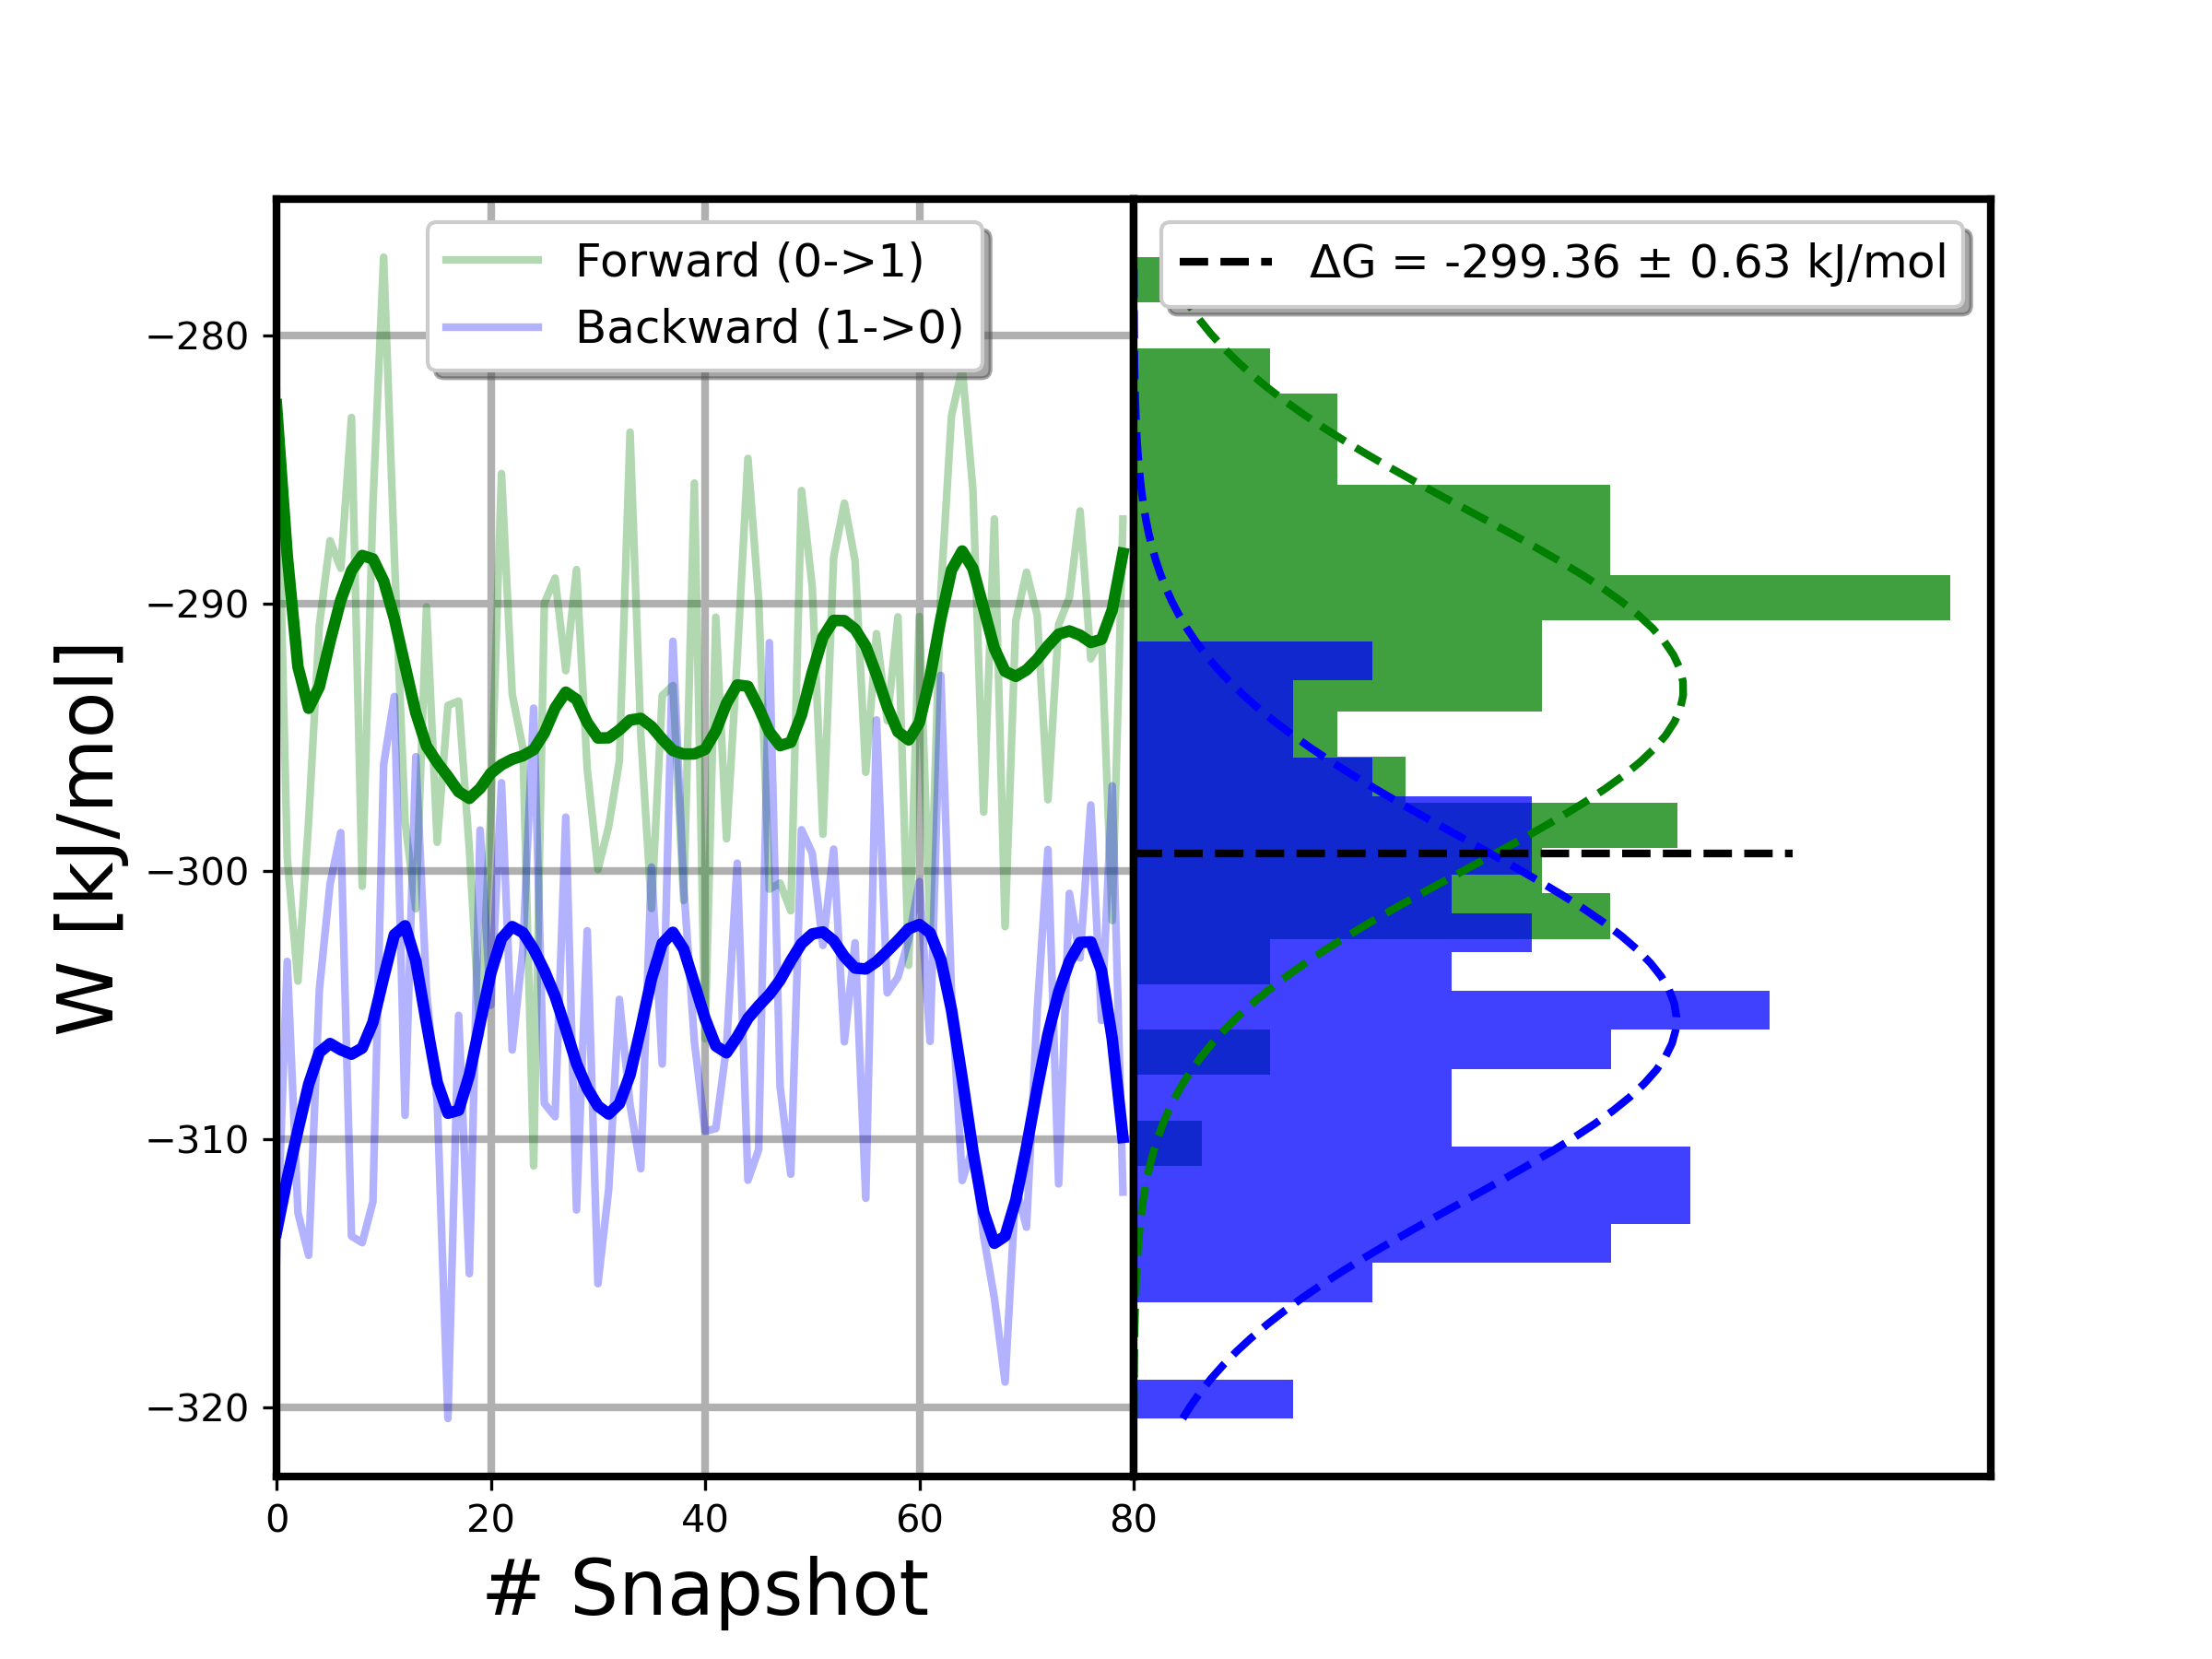 Forward (0->1)
Backward (1->0)
ΔG = -299.36 ± 0.63 kJ/mol
W [kJ/mol]
−280
−290
−300
−310
−320
0 20 40 60 80
# Snapshot